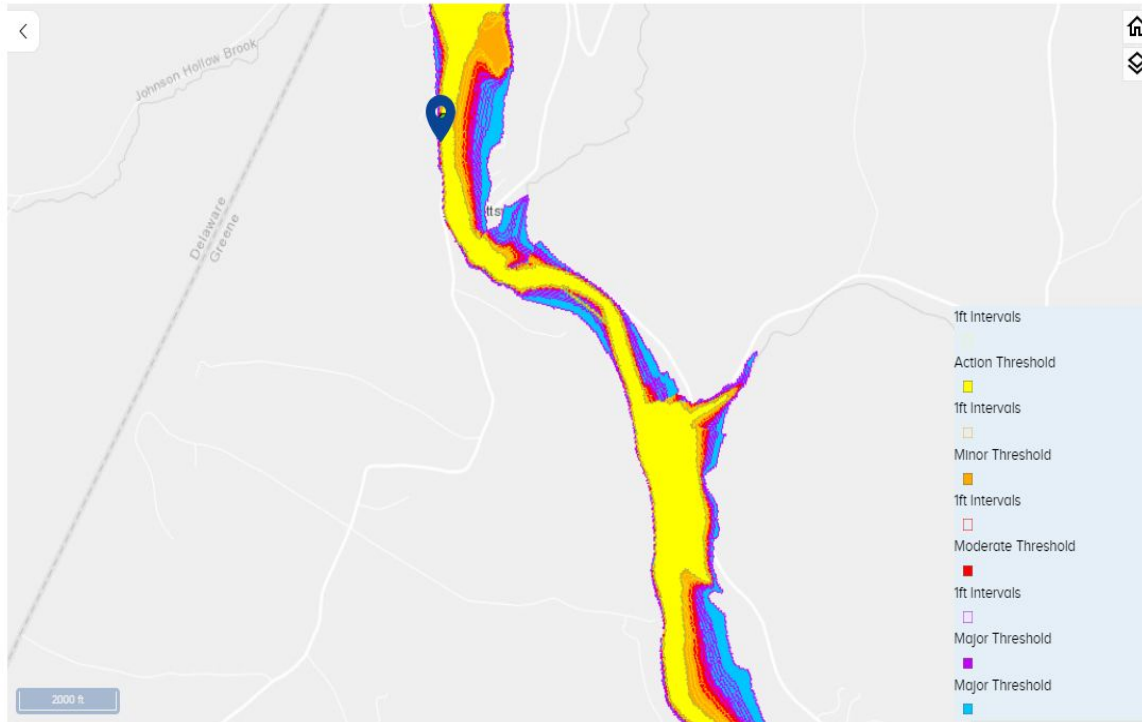 Johnson Hollow Brook
Delaware
Greene
1ft Intervals
Action Threshold
1ft Intervals
Minor Threshold
1ft Intervals
Moderate Threshold
1ft Intervals
Major Threshold
Major Threshold
2000 ft